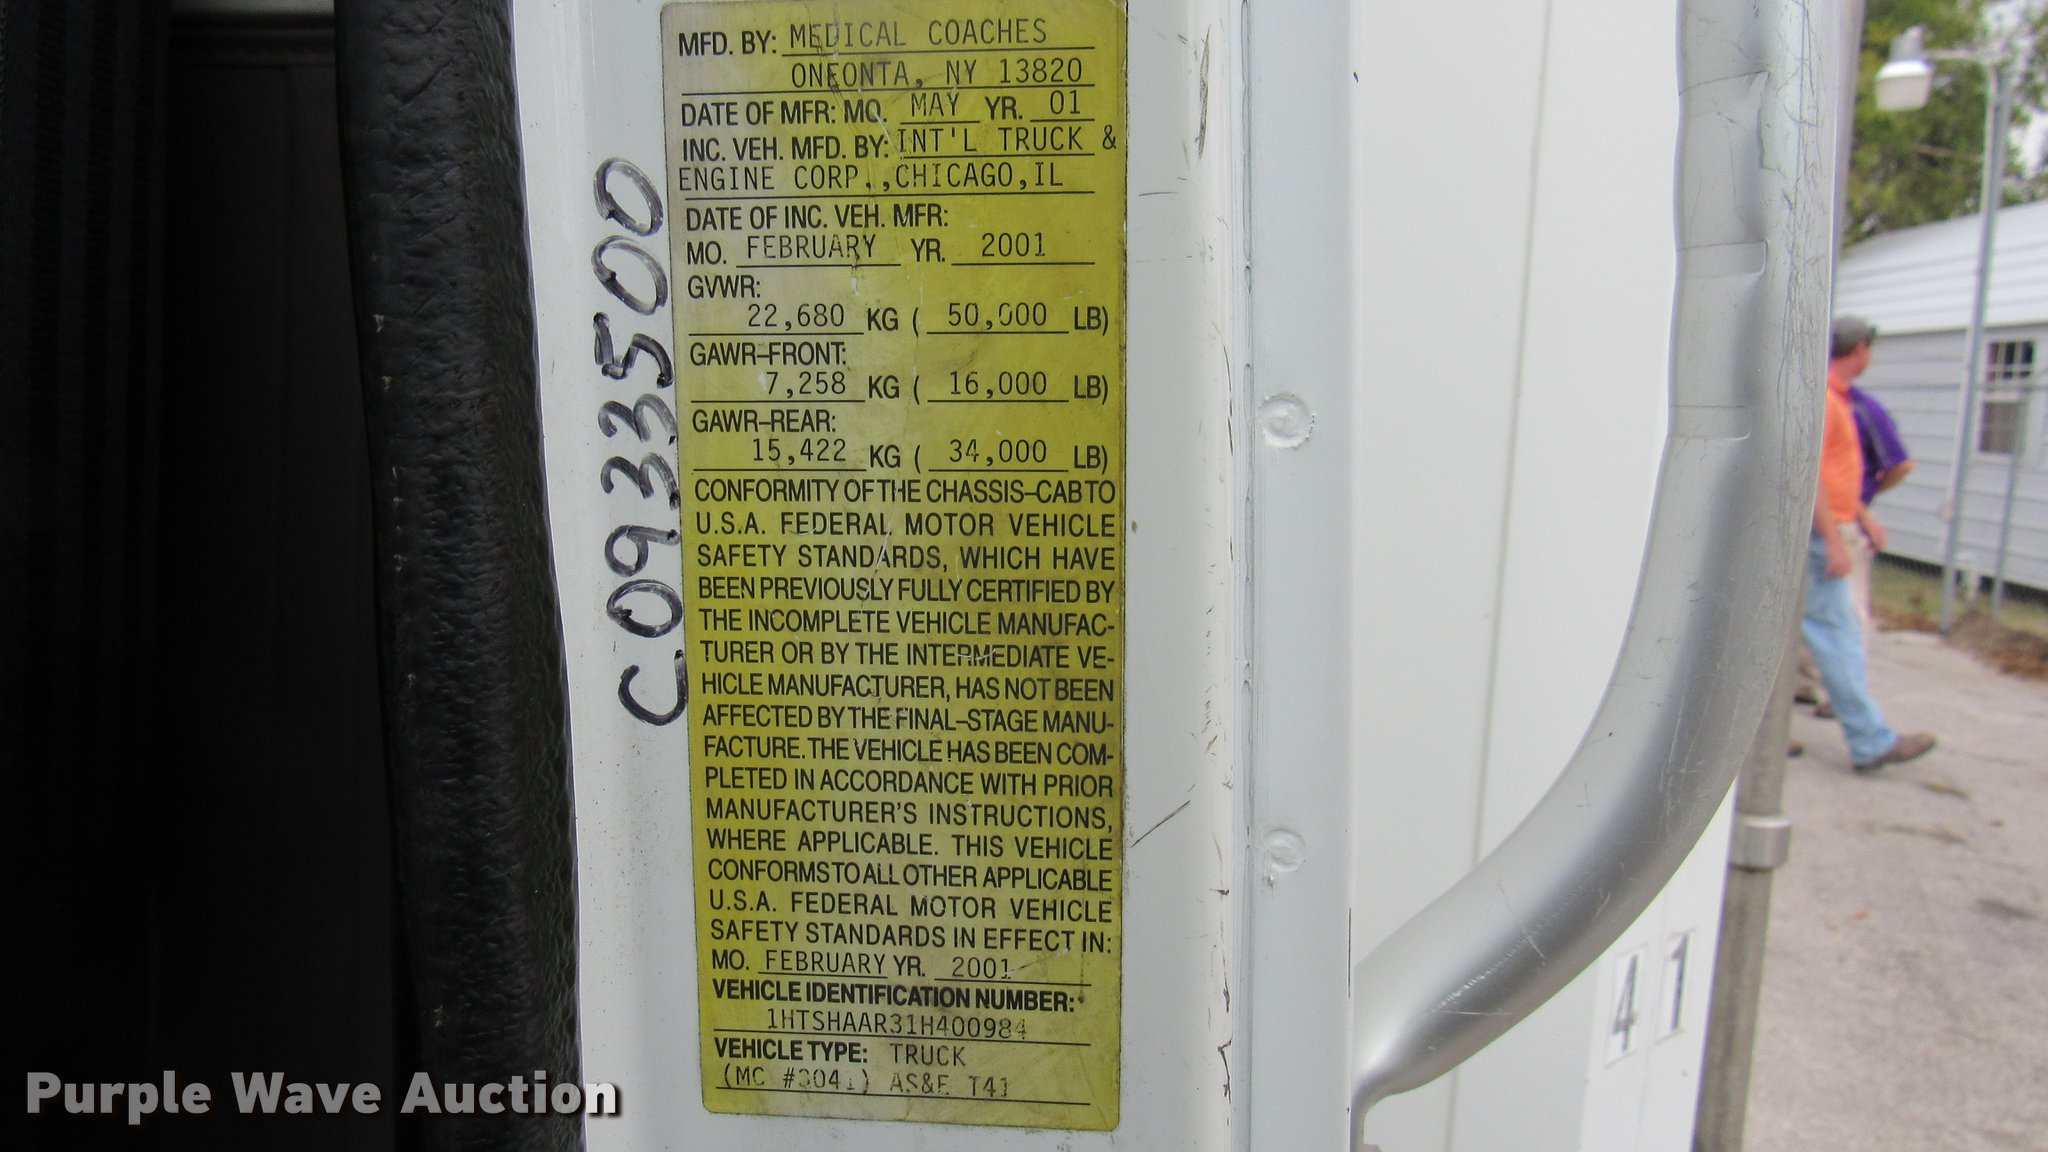 MFD. BY: MEDICAL COACHES
ONEONTA, NY 13820
DATE OF MFR: MO. MAY YR. 01
INC. VEH. MFD. BY: INT'L TRUCK &
ENGINE CORP., CHICAGO, IL
DATE OF INC. VEH. MFR:
MO. FEBRUARY YR. 2001
GVWR:
22,680 KG ( 50,000 LB)
GAWR-FRONT:
7,258 KG ( 16,000 LB)
GAWR-REAR:
15,422 KG ( 34,000 LB)
CONFORMITY OF THE CHASSIS-CAB TO
U.S.A. FEDERAL MOTOR VEHICLE
SAFETY STANDARDS, WHICH HAVE
BEEN PREVIOUSLY FULLY CERTIFIED BY
THE INCOMPLETE VEHICLE MANUFAC-
TURER OR BY THE INTERMEDIATE VE-
HICLE MANUFACTURER, HAS NOT BEEN
AFFECTED BY THE FINAL-STAGE MANU-
FACTURE. THE VEHICLE HAS BEEN COM-
PLETED IN ACCORDANCE WITH PRIOR
MANUFACTURER'S INSTRUCTIONS,
WHERE APPLICABLE. THIS VEHICLE
CONFORMS TO ALL OTHER APPLICABLE
U.S.A. FEDERAL MOTOR VEHICLE
SAFETY STANDARDS IN EFFECT IN:
MO. FEBRUARY YR. 2001
VEHICLE IDENTIFICATION NUMBER:
1HTSHAAR31H400984
VEHICLE TYPE: TRUCK
(MC #3041) AS&E T41
C0933500
41
Purple Wave Auction